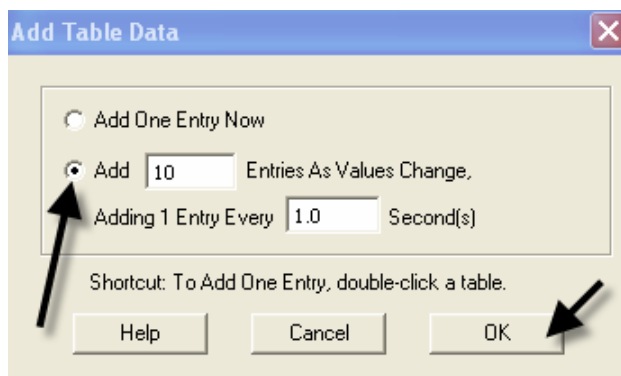 Add Table Data
Add One Entry Now
Add 10 Entries As Values Change,
Adding 1 Entry Every 1.0 Second(s)
Shortcut: To Add One Entry, double-click a table.
Help Cancel OK